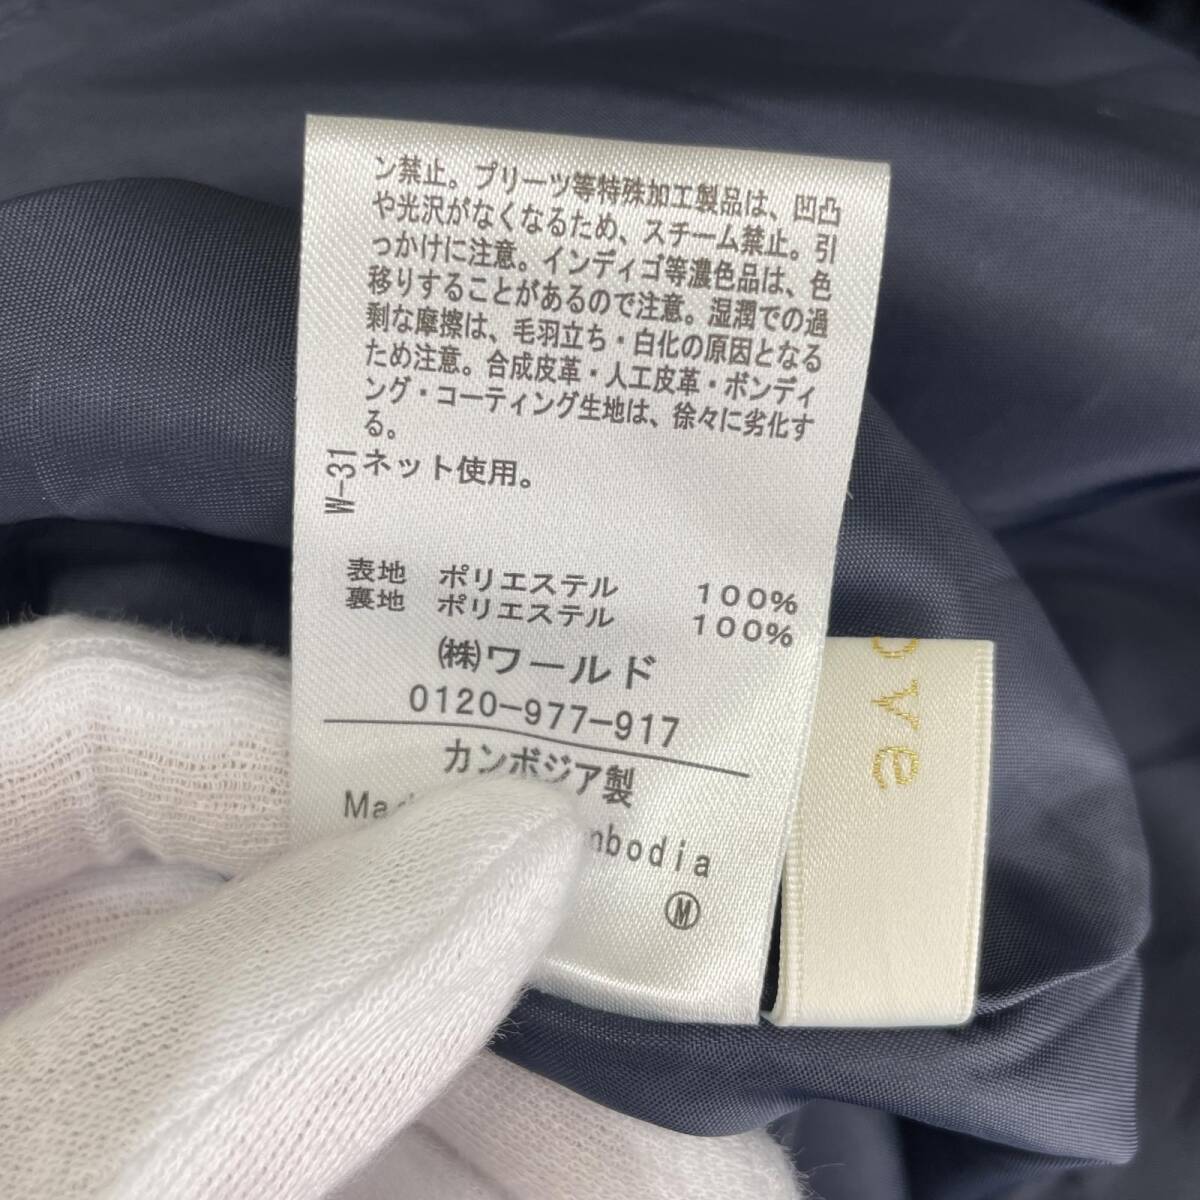 ン禁止。プリーツ等特殊加工製品は、凹凸
や光沢がなくなるため、スチーム禁止。引
っかけに注意。インディゴ等濃色品は、色
移りすることがあるので注意。湿潤での過
剰な摩擦は、毛羽立ち・白化の原因となる
ため注意。合成皮革・人工皮革・ボンディ
ング・コーティング生地は、徐々に劣化す
る。
ネット使用。
W-31
表地 ポリエステル 100%
裏地 ポリエステル 100%
(株)ワールド
0120-977-917
カンボジア製
Ma mbodia
M
ove